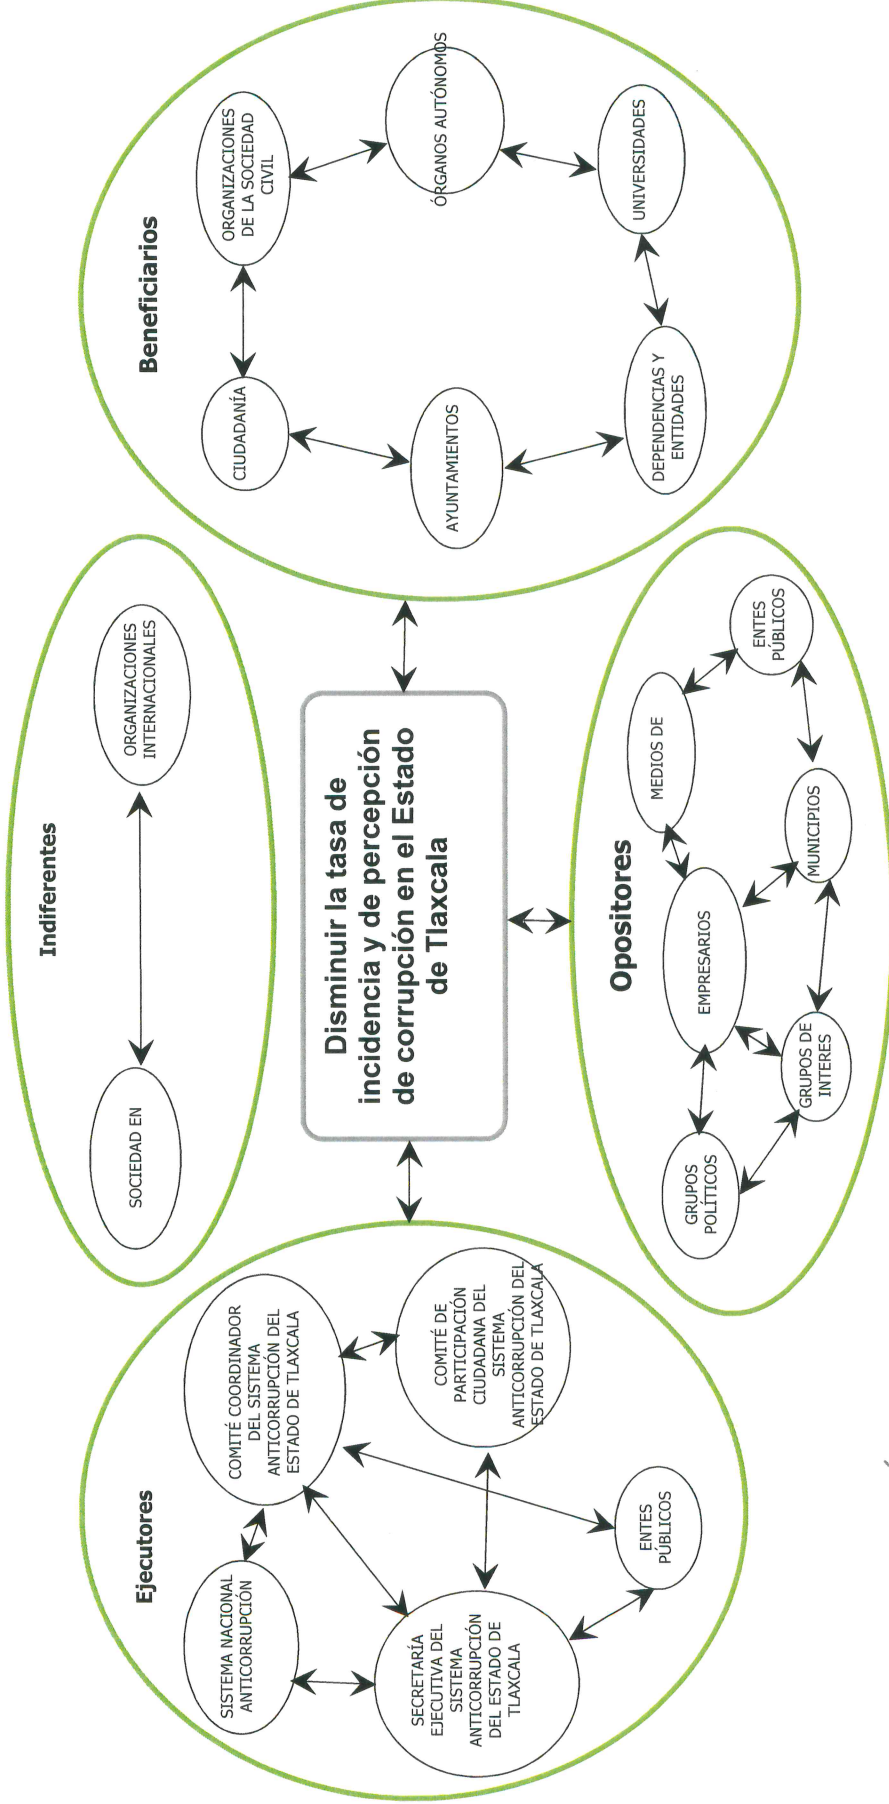 Ejecutores
SISTEMA NACIONAL
ANTICORRUPCIÓN
COMITÉ COORDINADOR
DEL SISTEMA
ANTICORRUPCIÓN DEL
ESTADO DE TLAXCALA
SECRETARÍA
EJECUTIVA DEL
SISTEMA
ANTICORRUPCIÓN
DEL ESTADO DE
TLAXCALA
COMITÉ DE
PARTICIPACIÓN
CIUDADANA DEL
SISTEMA
ANTICORRUPCIÓN DEL
ESTADO DE TLAXCALA
ENTES
PÚBLICOS
Indiferentes
SOCIEDAD EN
ORGANIZACIONES
INTERNACIONALES
Disminuir la tasa de
incidencia y de percepción
de corrupción en el Estado
de Tlaxcala
Opositores
GRUPOS
POLÍTICOS
EMPRESARIOS
MEDIOS DE
ENTES
PÚBLICOS
GRUPOS DE
INTERES
MUNICIPIOS
Beneficiarios
CIUDADANÍA
ORGANIZACIONES
DE LA SOCIEDAD
CIVIL
AYUNTAMIENTOS
ÓRGANOS AUTÓNOMOS
DEPENDENCIAS Y
ENTIDADES
UNIVERSIDADES